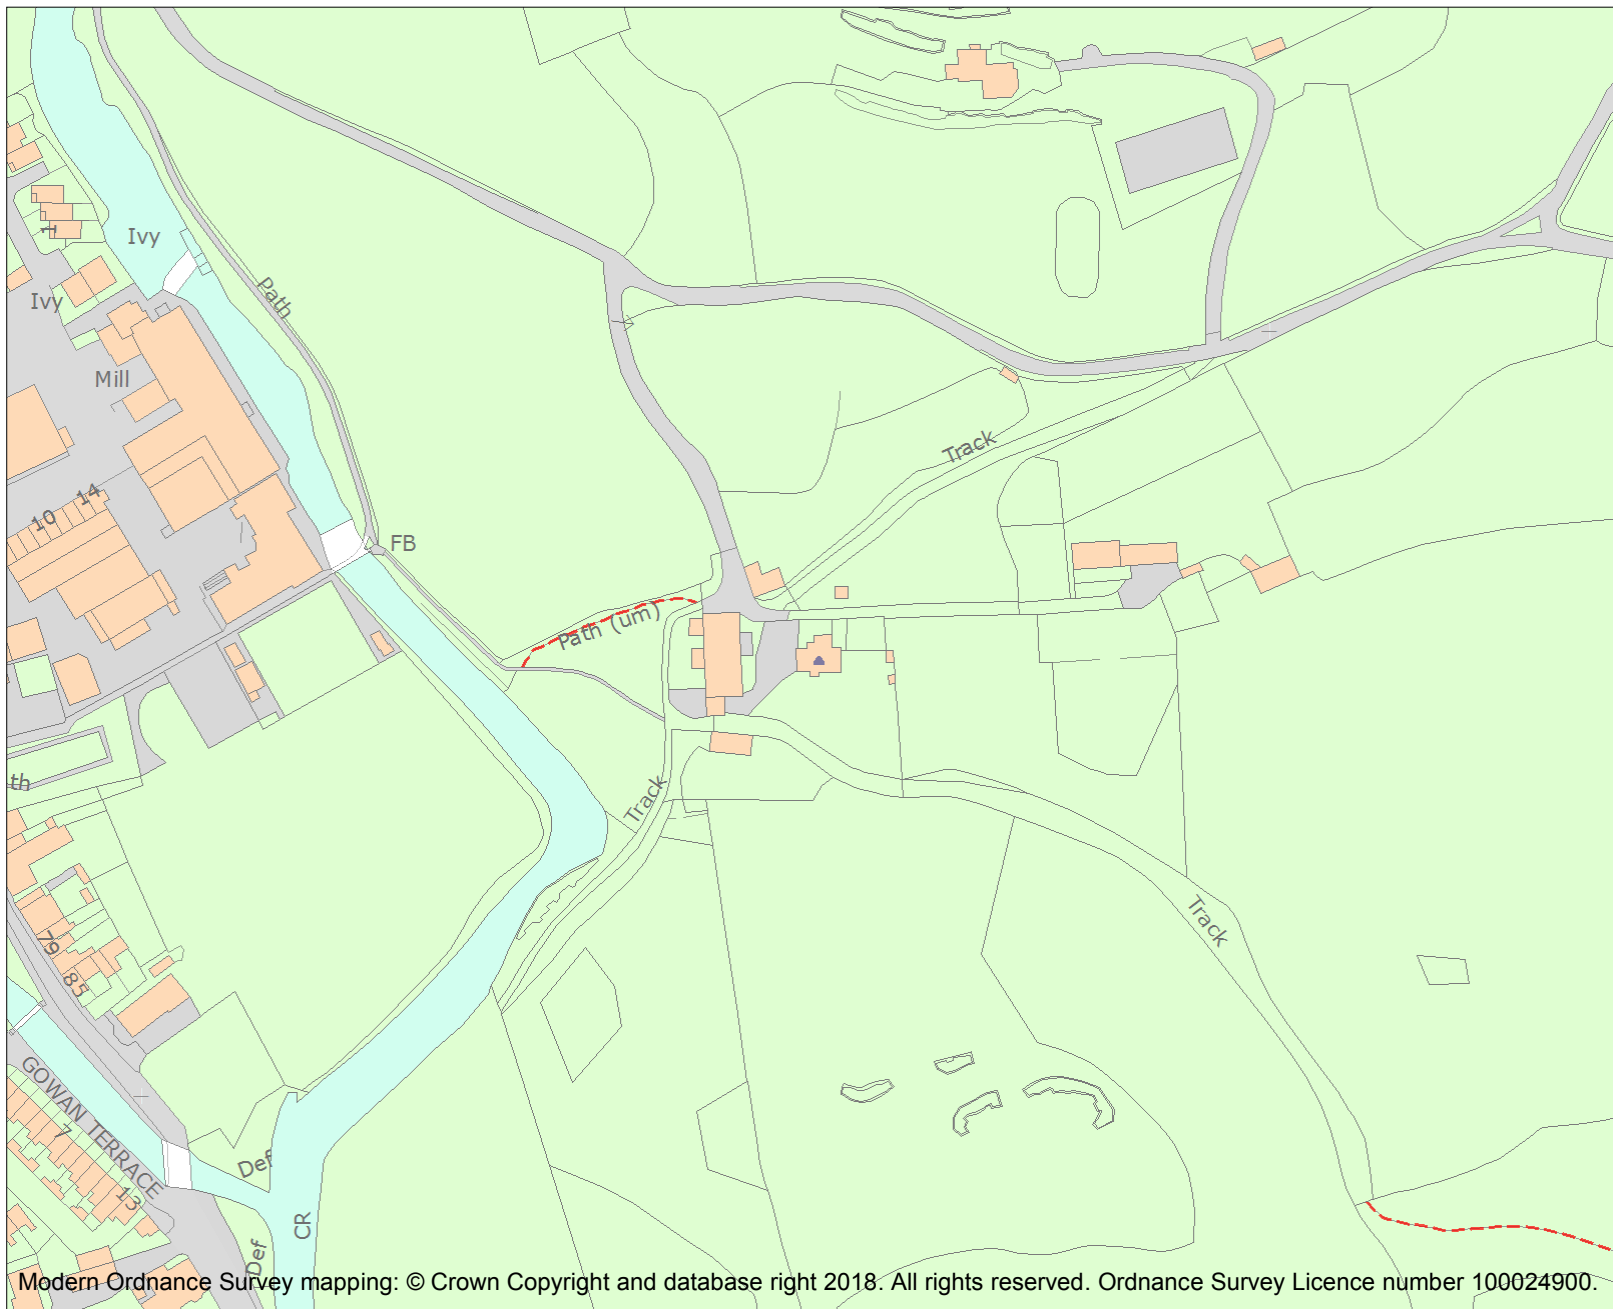 Ivy
1
Path
Ivy
Mill
Track
14
10
FB
Path (um)
th
Track
Track
79
85
GOWAN TERRACE
7
13
Def
CR
Def
Modern Ordnance Survey mapping: © Crown Copyright and database right 2018. All rights reserved. Ordnance Survey Licence number 100024900.